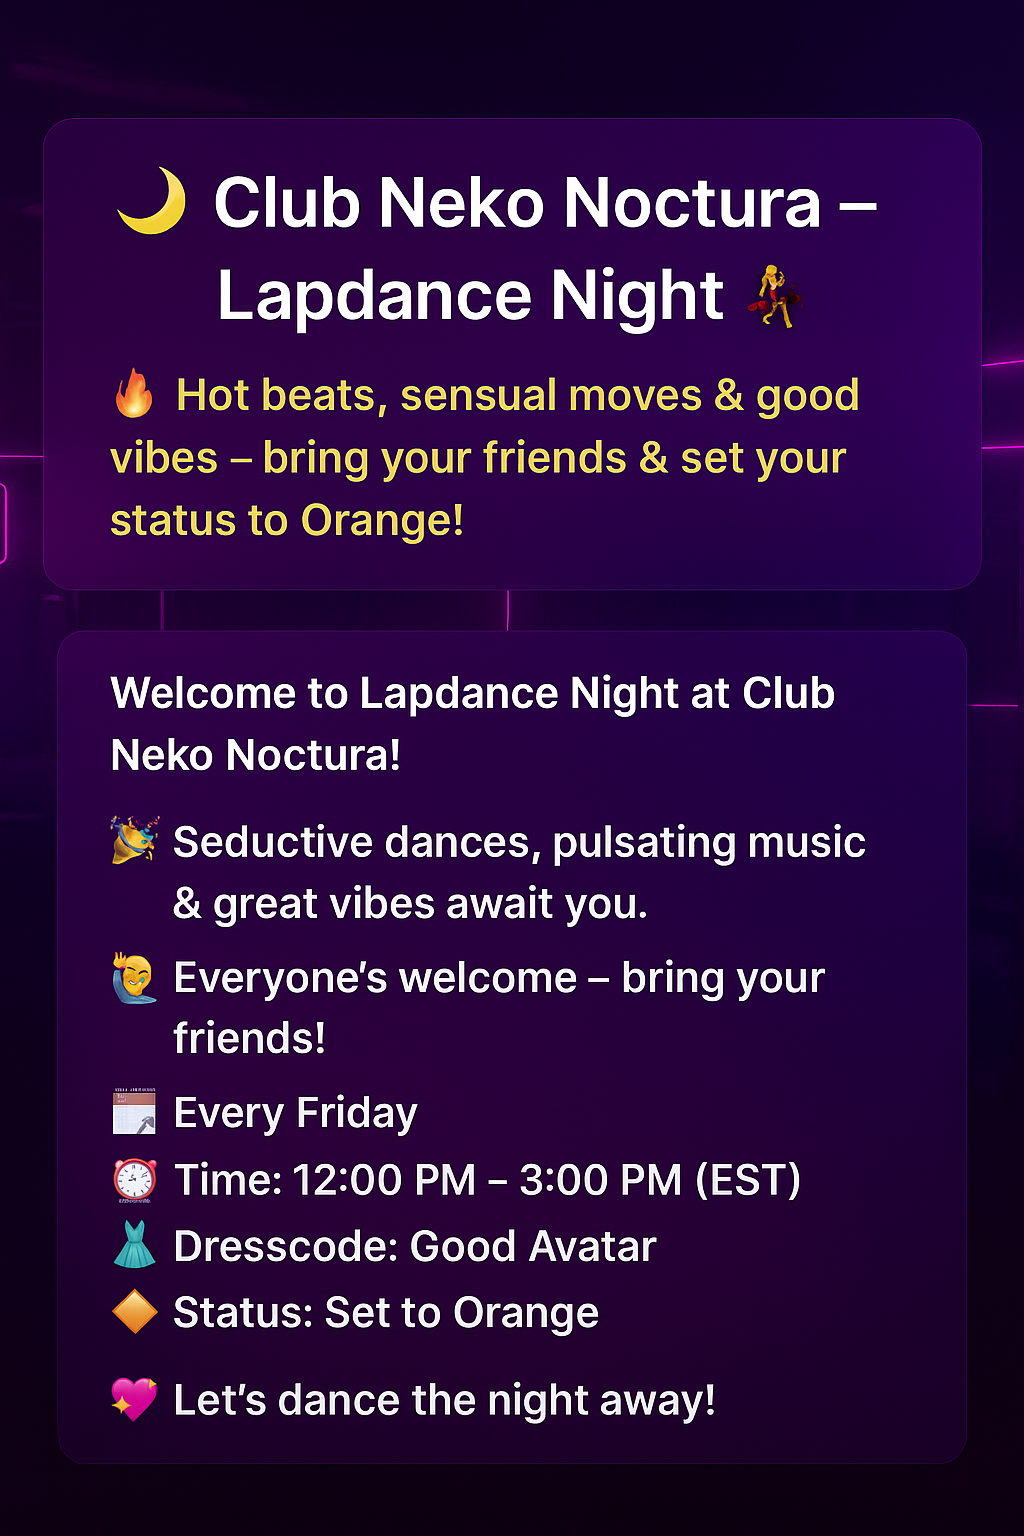 🌙 Club Neko Noctura –
Lapdance Night 💃
🔥 Hot beats, sensual moves & good
vibes – bring your friends & set your
status to Orange!
Welcome to Lapdance Night at Club
Neko Noctura!
🎉 Seductive dances, pulsating music
& great vibes await you.
🙋 Everyone’s welcome – bring your
friends!
🗓 Every Friday
⏰ Time: 12:00 PM – 3:00 PM (EST)
👗 Dresscode: Good Avatar
🔶 Status: Set to Orange
💖 Let’s dance the night away!